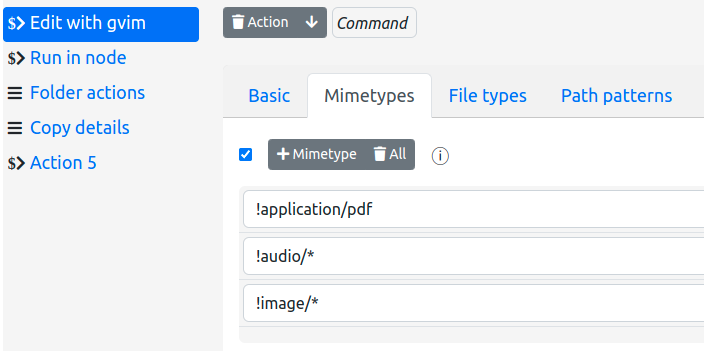 $> Edit with gvim
$> Run in node
Folder actions
Copy details
$> Action 5
Action Command
Basic Mimetypes File types Path patterns
Mimetype All
!application/pdf
!audio/*
!image/*